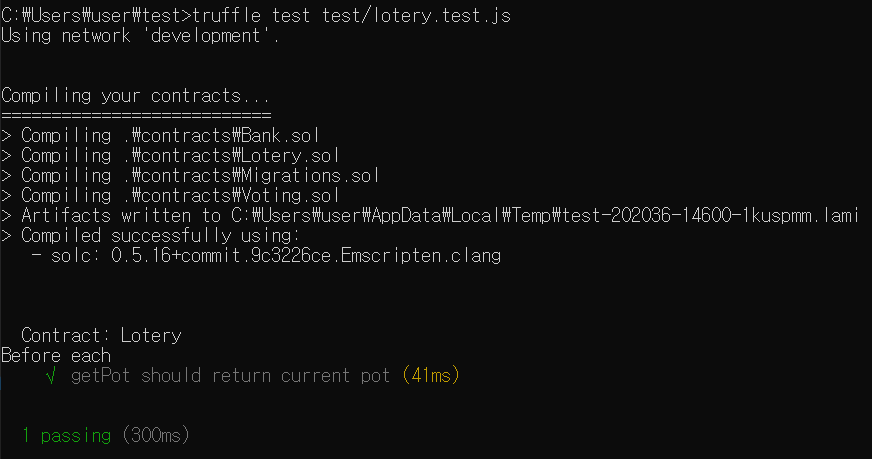 C:₩Users₩user₩test>truffle test test/lotery.test.js
Using network 'development'.
Compiling your contracts...
===========================
> Compiling .₩contracts₩Bank.sol
> Compiling .₩contracts₩Lotery.sol
> Compiling .₩contracts₩Migrations.sol
> Compiling .₩contracts₩Voting.sol
> Artifacts written to C:₩Users₩user₩AppData₩Local₩Temp₩test-202036-14600-1kuspmm.lami
> Compiled successfully using:
- solc: 0.5.16+commit.9c3226ce.Emscripten.clang
Contract: Lotery
Before each
√ getPot should return current pot (41ms)
1 passing (300ms)